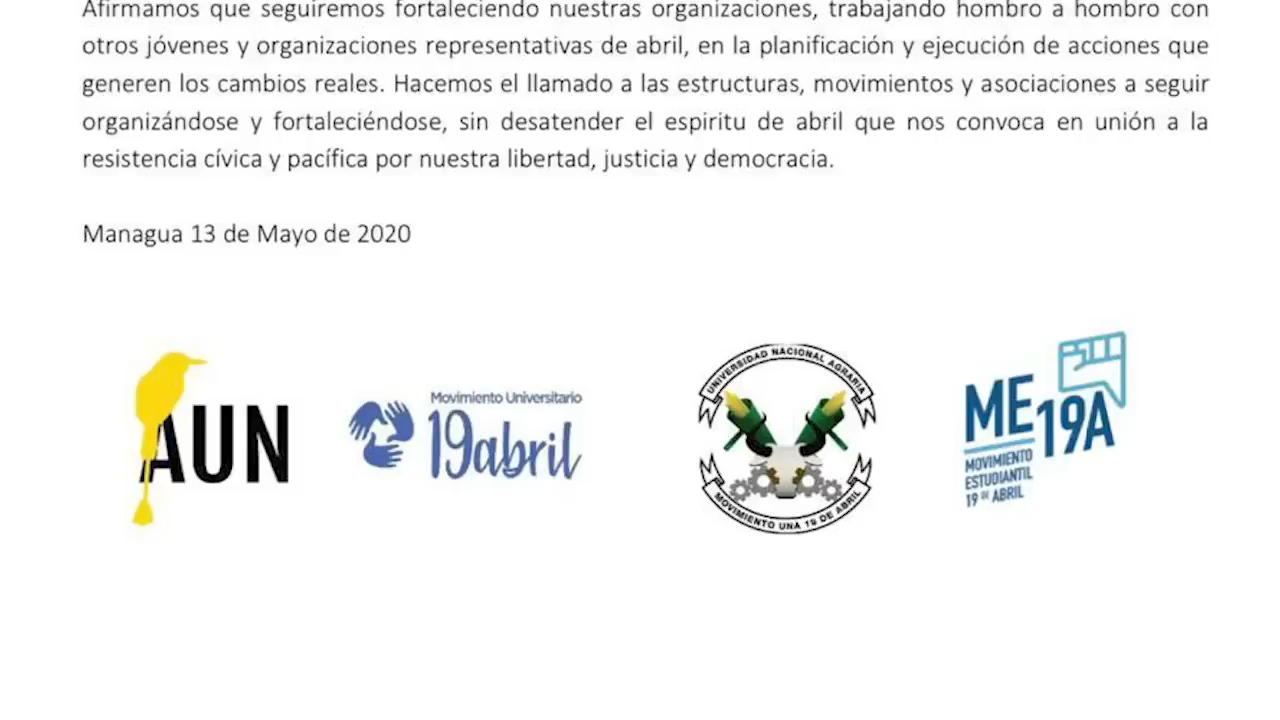 Afirmamos que seguiremos fortaleciendo nuestras organizaciones, trabajando hombro a hombro con
otros jóvenes y organizaciones representativas de abril, en la planificación y ejecución de acciones que
generen los cambios reales. Hacemos el llamado a las estructuras, movimientos y asociaciones a seguir
organizándose y fortaleciéndose, sin desatender el espiritu de abril que nos convoca en unión a la
resistencia cívica y pacífica por nuestra libertad, justicia y democracia.
Managua 13 de Mayo de 2020
AUN
Movimiento Universitario
19abril
UNIVERSIDAD NACIONAL AGRARIA
MOVIMIENTO UNA 19 DE ABRIL
ME
19A
MOVIMIENTO
ESTUDIANTIL
19 DE ABRIL